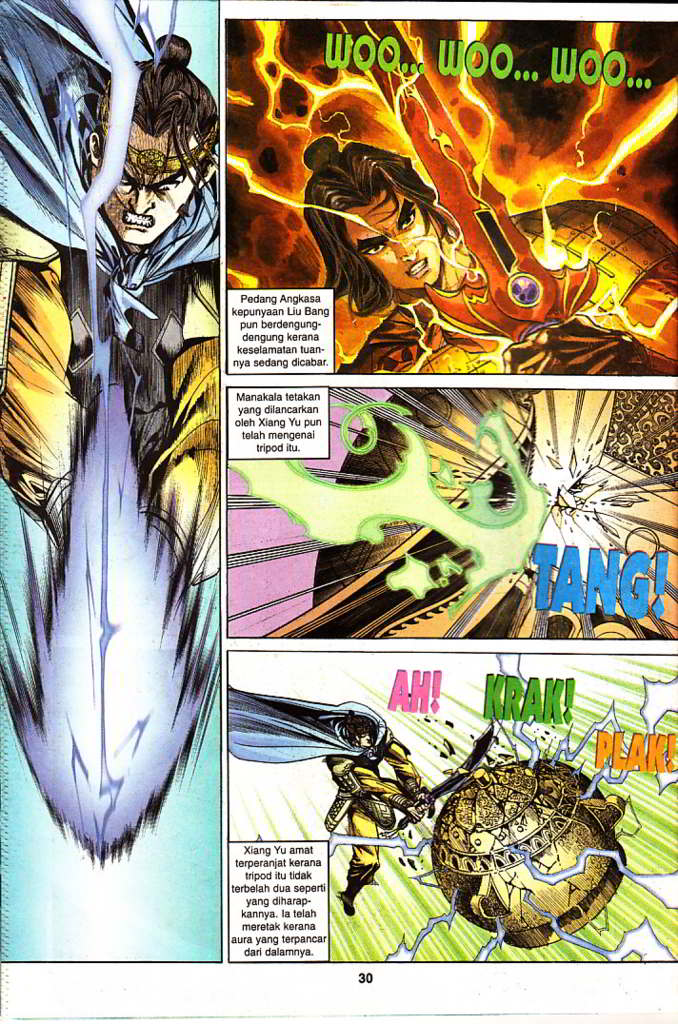 WOO... WOO... WOO...
Pedang Angkasa
kepunyaan Liu Bang
pun berdengung-
dengung kerana
keselamatan tuan-
nya sedang dicabar.
Manakala tetakan
yang dilancarkan
oleh Xiang Yu pun
telah mengenai
tripod itu.
TANG!
AH!
KRAK!
PLAK!
Xiang Yu amat
terperanjat kerana
tripod itu tidak
terbelah dua seperti
yang diharap-
kannya. Ia telah
meretak kerana
aura yang terpancar
dari dalamnya.
30